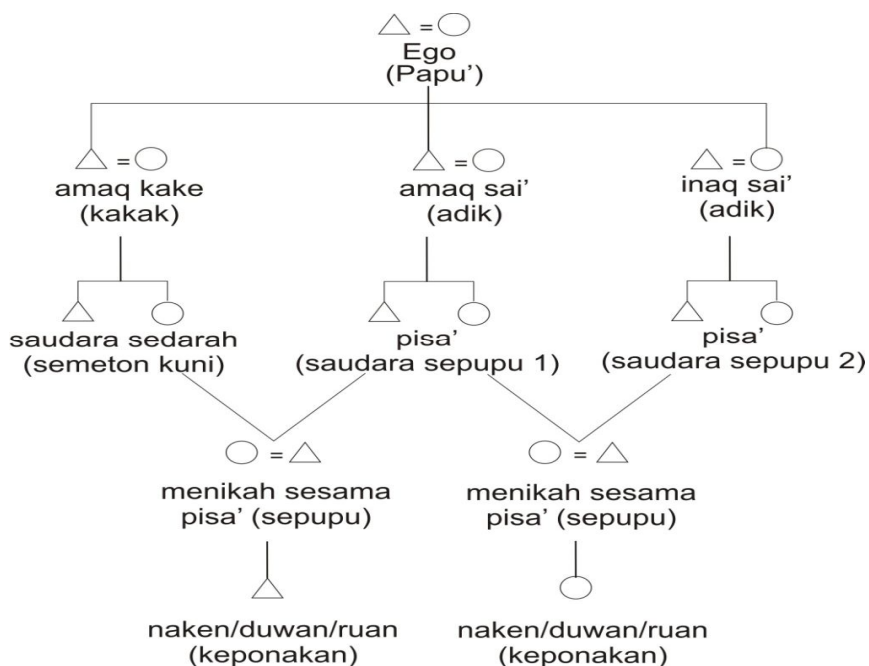 =
Ego
(Papu')
=
amaq kake
(kakak)
=
amaq sai'
(adik)
=
inaq sai'
(adik)
saudara sedarah
(semeton kuni)
pisa'
(saudara sepupu 1)
pisa'
(saudara sepupu 2)
=
menikah sesama
pisa' (sepupu)
=
menikah sesama
pisa' (sepupu)
naken/duwan/ruan
(keponakan)
naken/duwan/ruan
(keponakan)